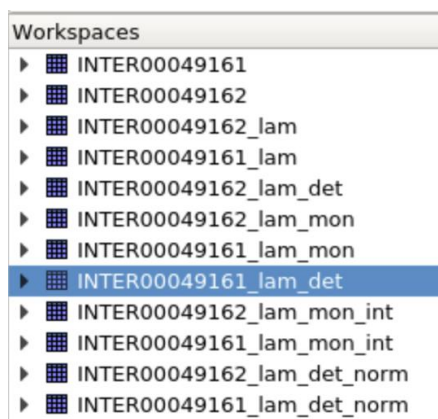 Workspaces
INTER00049161
INTER00049162
INTER00049162_lam
INTER00049161_lam
INTER00049162_lam_det
INTER00049162_lam_mon
INTER00049161_lam_mon
INTER00049161_lam_det
INTER00049162_lam_mon_int
INTER00049161_lam_mon_int
INTER00049162_lam_det_norm
INTER00049161_lam_det_norm